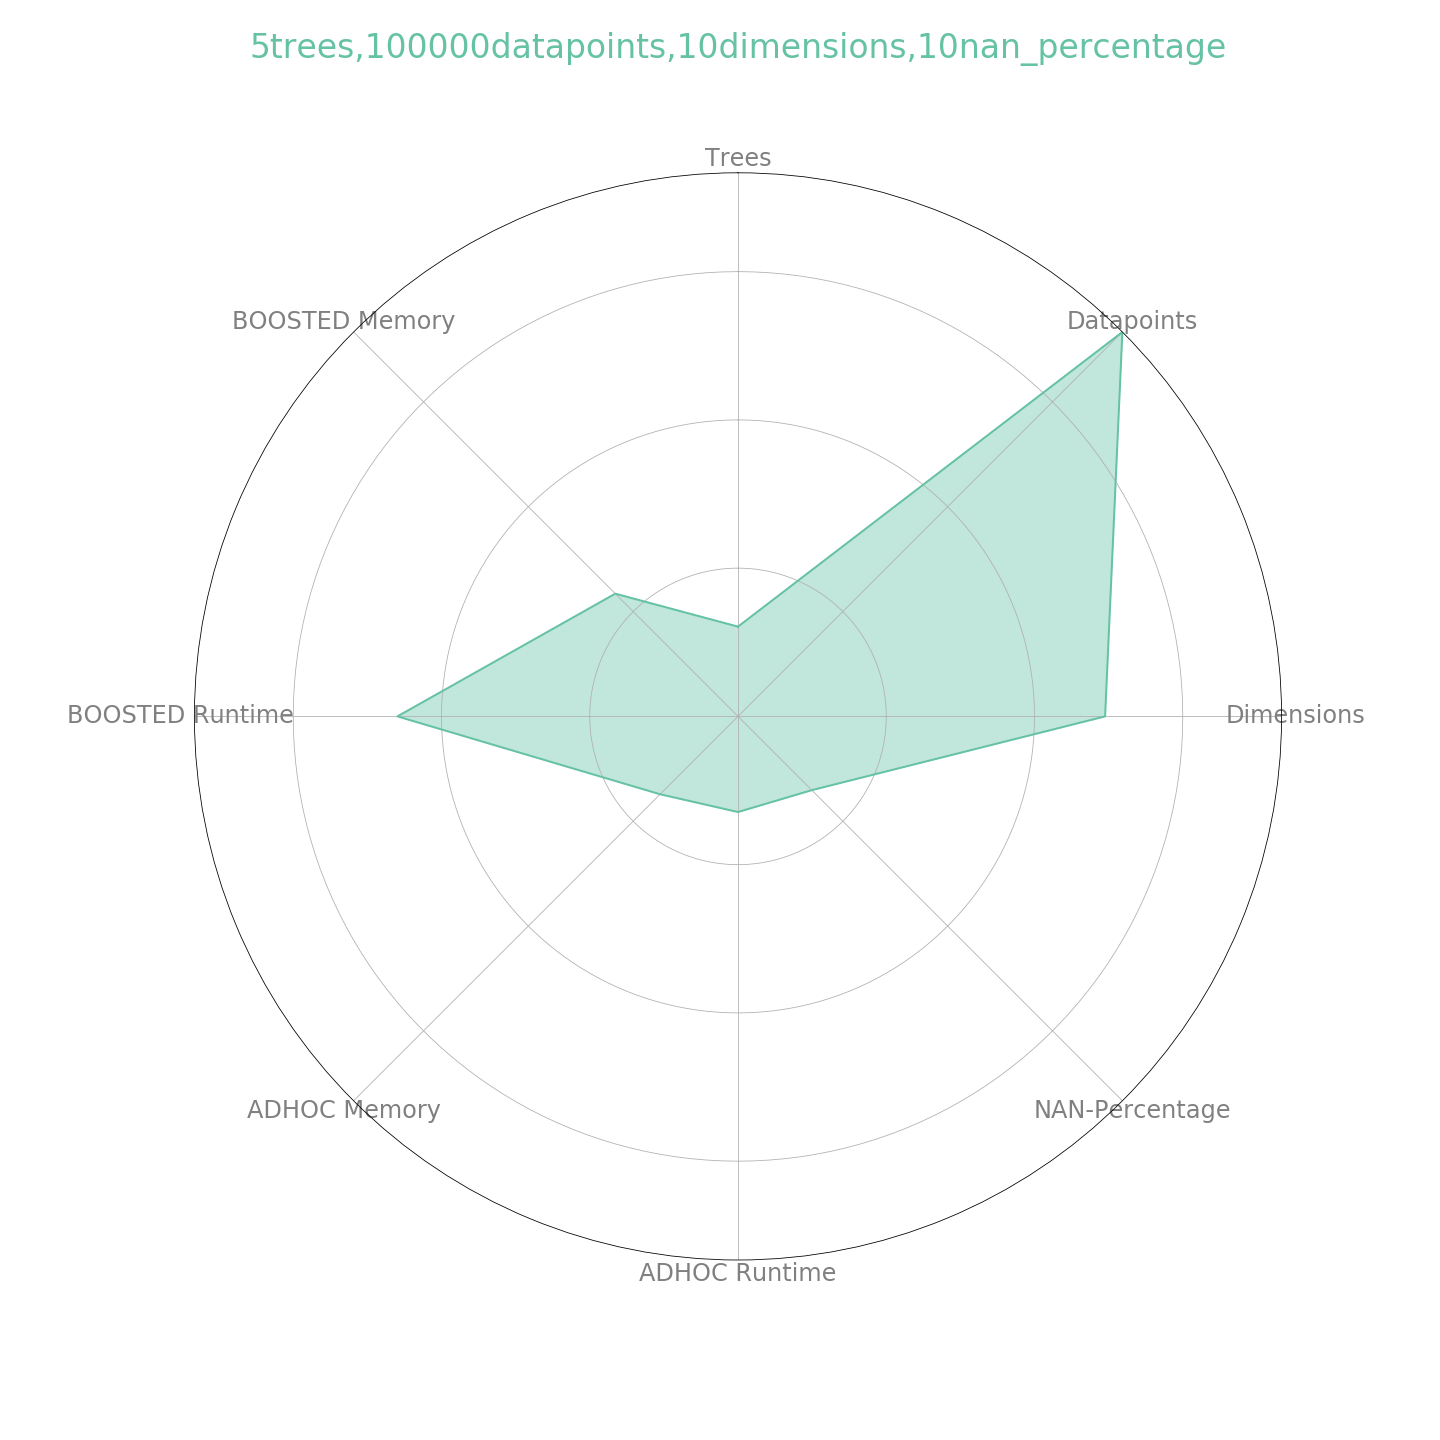 5trees,100000datapoints,10dimensions,10nan_percentage
Trees
BOOSTED Memory
Datapoints
BOOSTED Runtime
Dimensions
ADHOC Memory
NAN-Percentage
ADHOC Runtime